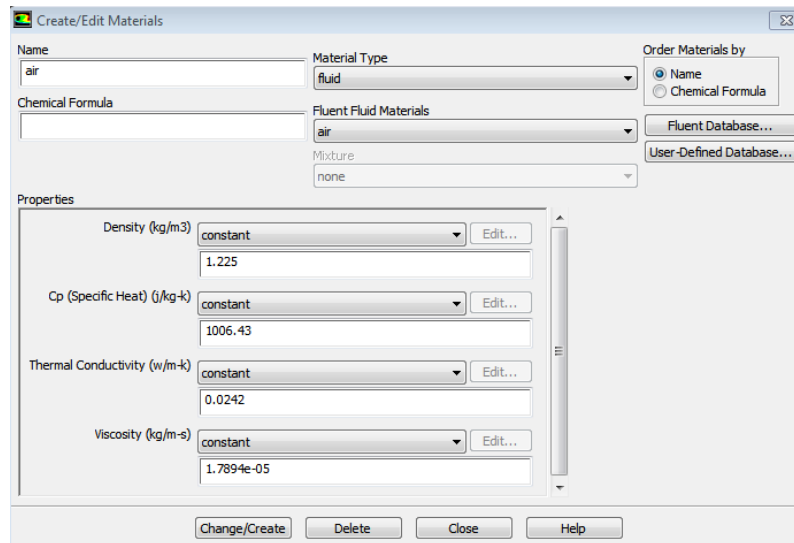 Create/Edit Materials
Name
air
Material Type
fluid
Order Materials by
Name
Chemical Formula
Chemical Formula
Fluent Fluid Materials
air
Fluent Database...
User-Defined Database...
Mixture
none
Properties
Density (kg/m3) constant Edit...
1.225
Cp (Specific Heat) (j/kg-k) constant Edit...
1006.43
Thermal Conductivity (w/m-k) constant Edit...
0.0242
Viscosity (kg/m-s) constant Edit...
1.7894e-05
Change/Create Delete Close Help